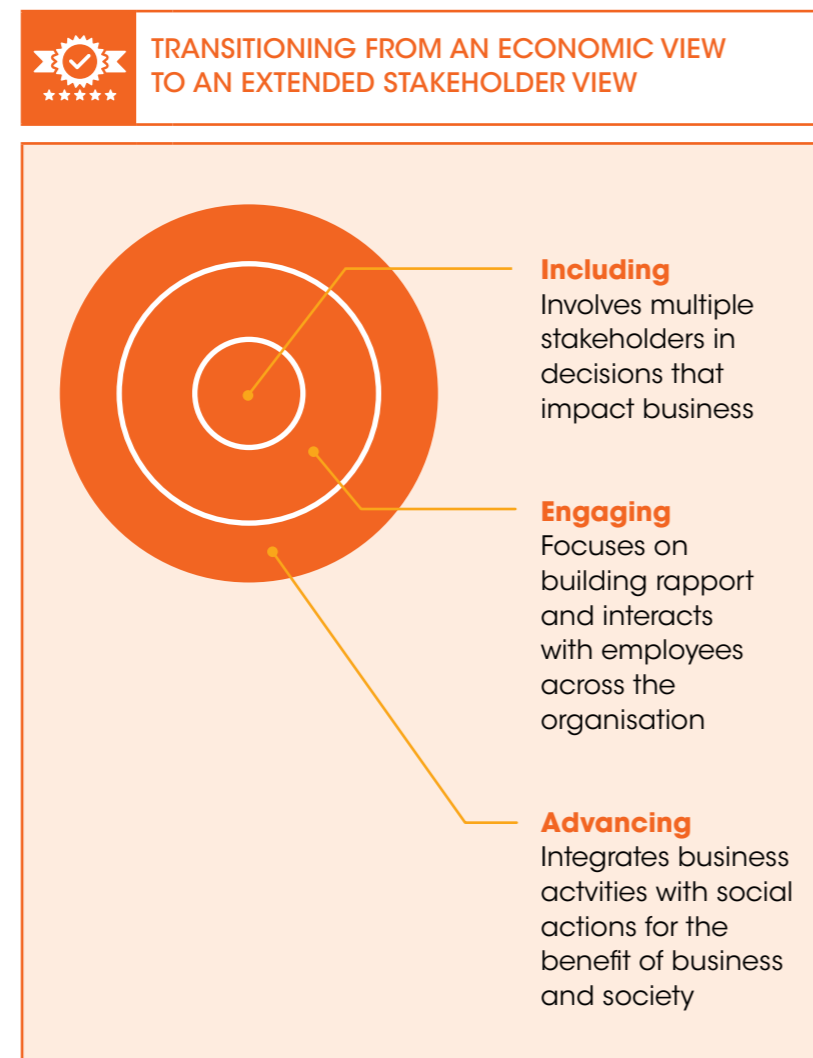 TRANSITIONING FROM AN ECONOMIC VIEW
TO AN EXTENDED STAKEHOLDER VIEW
Including
Involves multiple
stakeholders in
decisions that
impact business
Engaging
Focuses on
building rapport
and interacts
with employees
across the
organisation
Advancing
Integrates business
actvities with social
actions for the
benefit of business
and society